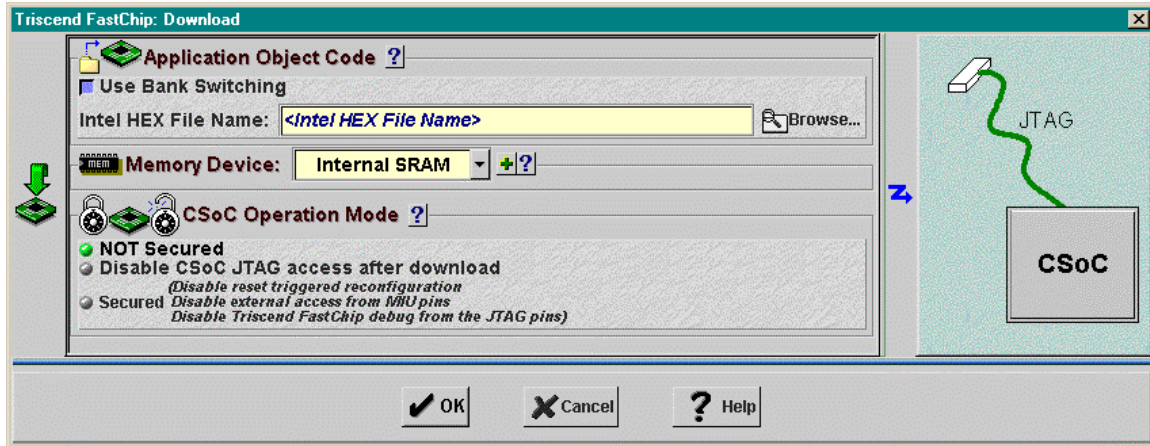 Triscend FastChip: Download
Application Object Code ?
Use Bank Switching
Intel HEX File Name: <Intel HEX File Name> Browse...
mem Memory Device: Internal SRAM + ?
CSoC Operation Mode ?
NOT Secured
Disable CSoC JTAG access after download
(Disable reset triggered reconfiguration
Secured Disable external access from MIU pins
Disable Triscend FastChip debug from the JTAG pins)
JTAG
CSoC
OK Cancel ? Help